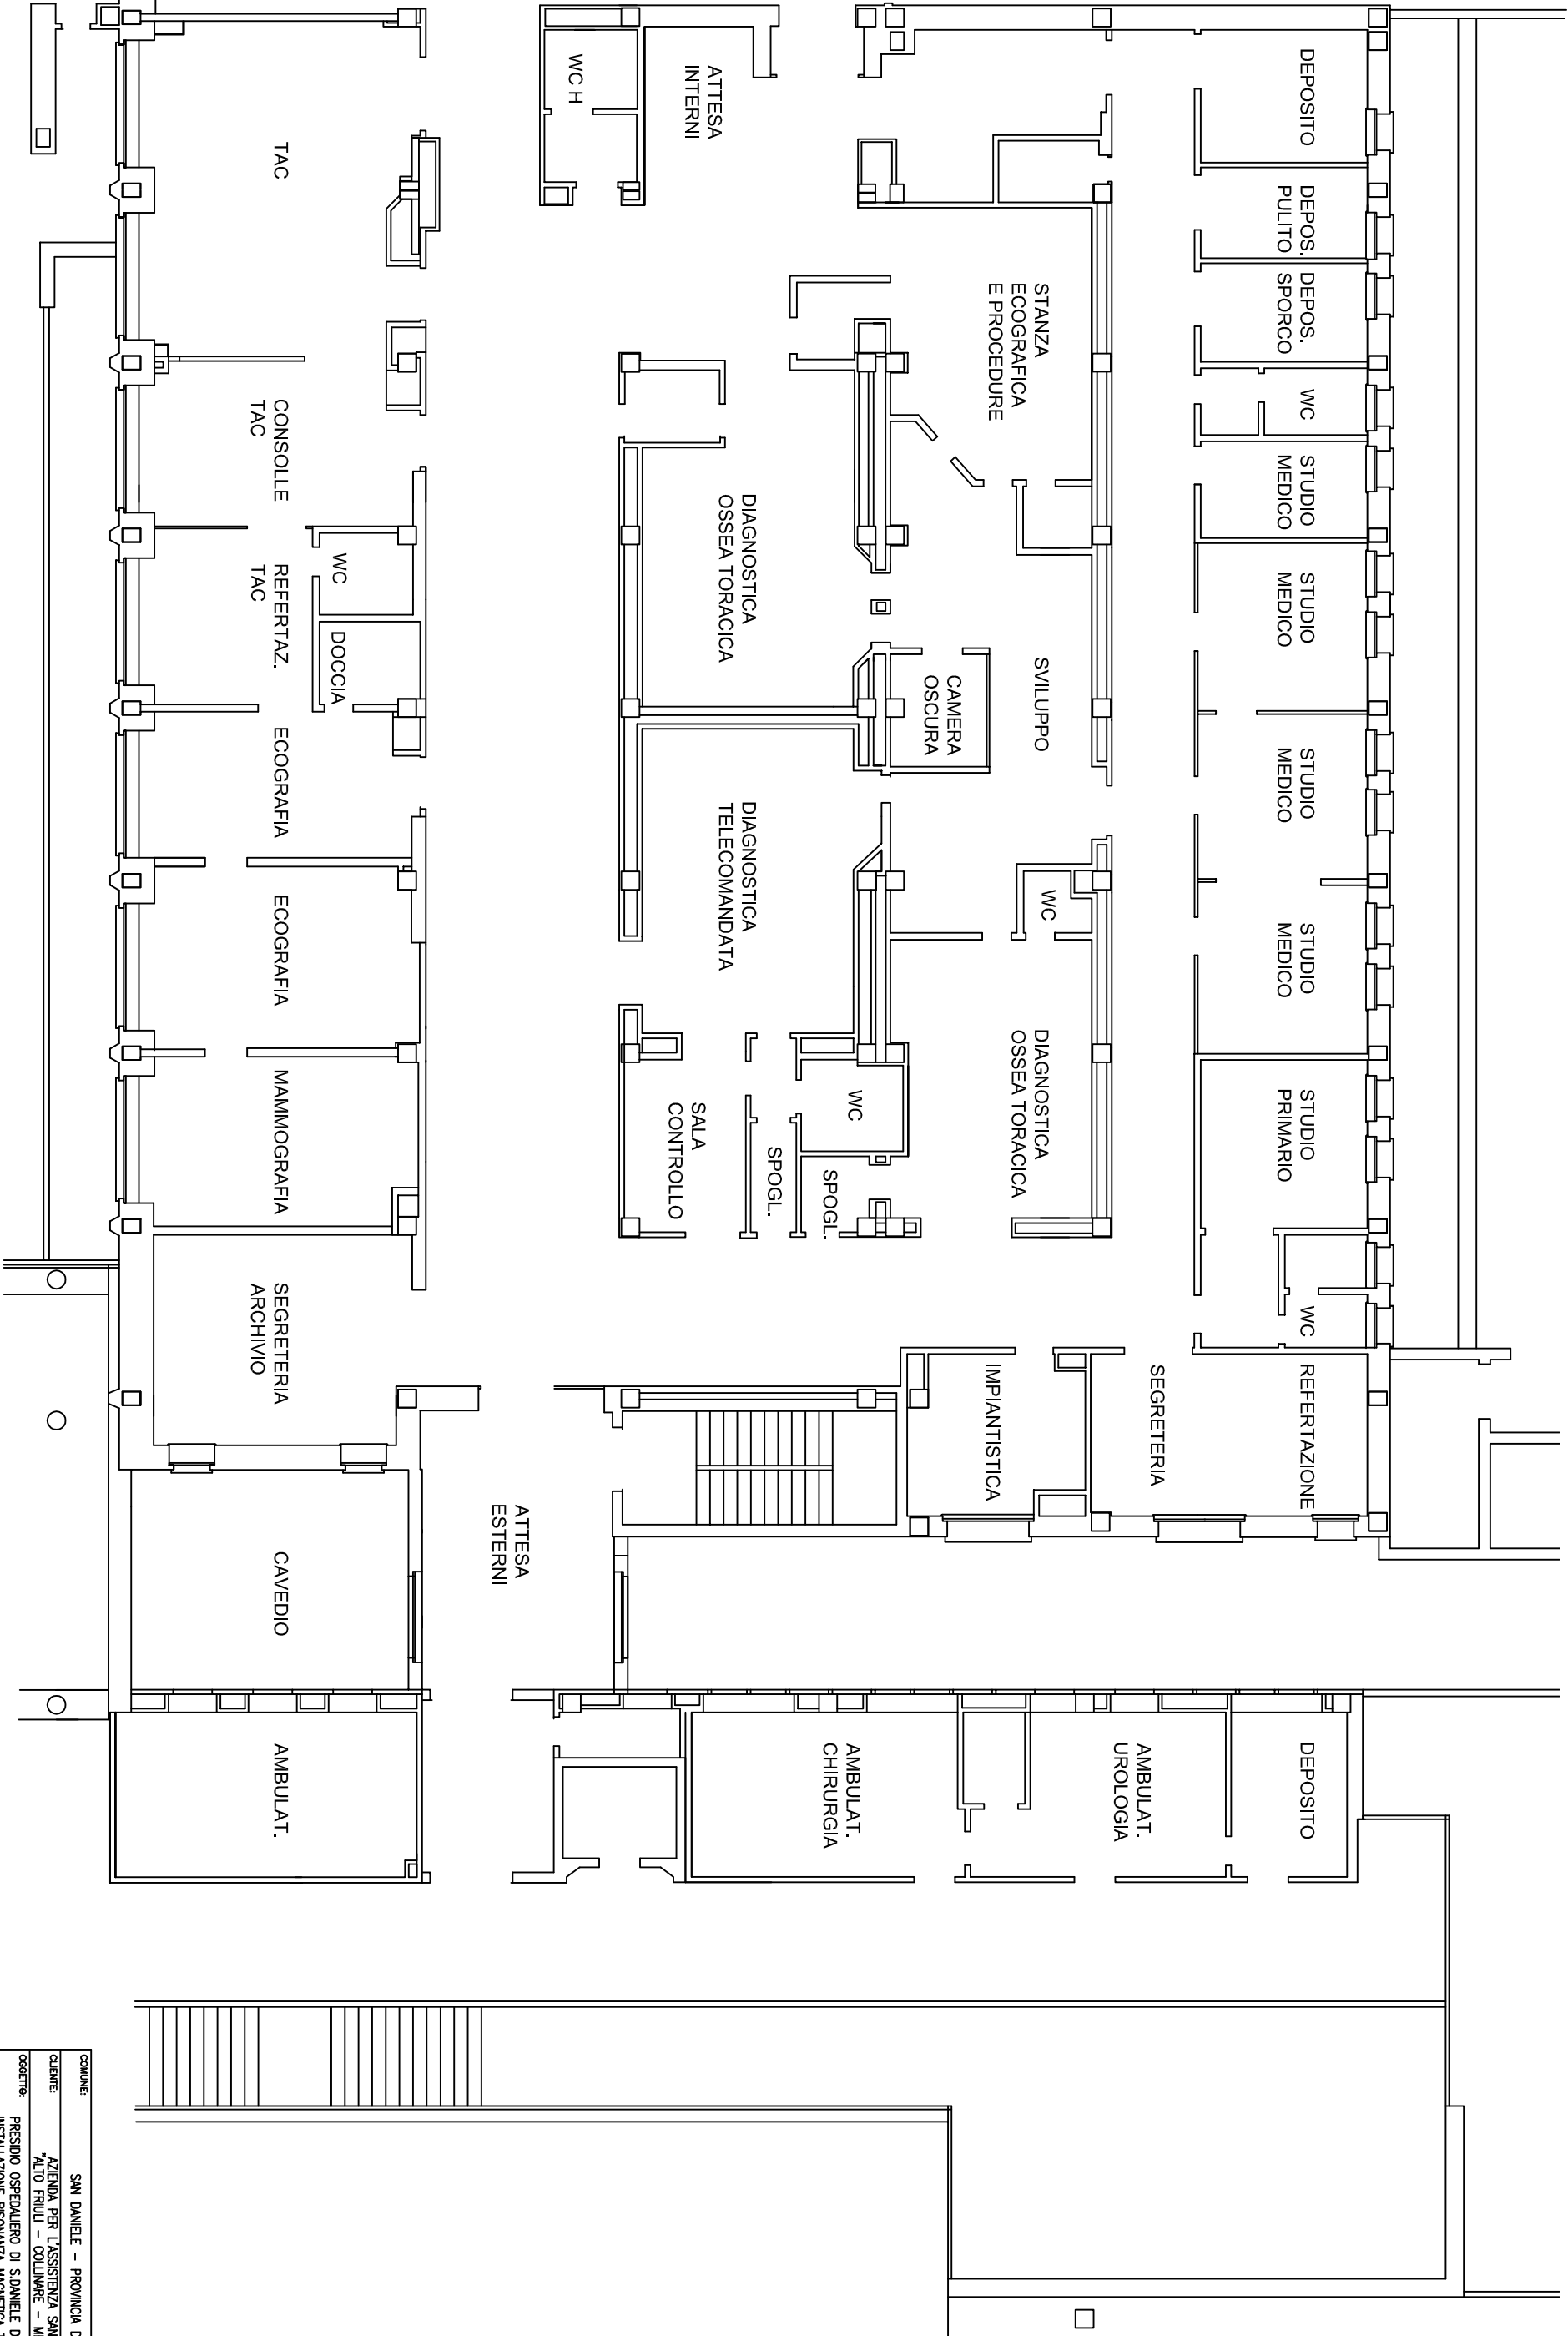 DEPOSITO
DEPOS.
PULITO
DEPOS.
SPORCO
WC
STUDIO
MEDICO
STUDIO
MEDICO
STUDIO
MEDICO
STUDIO
MEDICO
STUDIO
PRIMARIO
WC
REFERTAZIONE
SEGRETERIA
IMPIANTISTICA
DEPOSITO
AMBULAT.
UROLOGIA
AMBULAT.
CHIRURGIA
STANZA
ECOGRAFICA
E PROCEDURE
SVILUPPO
CAMERA
OSCURA
WC
DIAGNOSTICA
OSSEA TORACICA
ATTESA
INTERNI
WC H
DIAGNOSTICA
OSSEA TORACICA
DIAGNOSTICA
TELECOMANDATA
WC
SPOGL.
SPOGL.
SALA
CONTROLLO
ATTESA
ESTERNI
TAC
CONSOLLE
TAC
WC
DOCCIA
REFERTAZ.
TAC
ECOGRAFIA
ECOGRAFIA
MAMMOGRAFIA
SEGRETERIA
ARCHIVIO
CAVEDIO
AMBULAT.
COMUNE:
SAN DANIELE - PROVINCIA
CLIENTE:
AZIENDA PER L'ASSISTENZA SAN
"ALTO FRIULI - COLLINARE -
OGGETTO:
PRESIDIO OSPEDALIERO DI S.DANIELE D
INSTALLAZIONE RISONANZA MAGNETICA